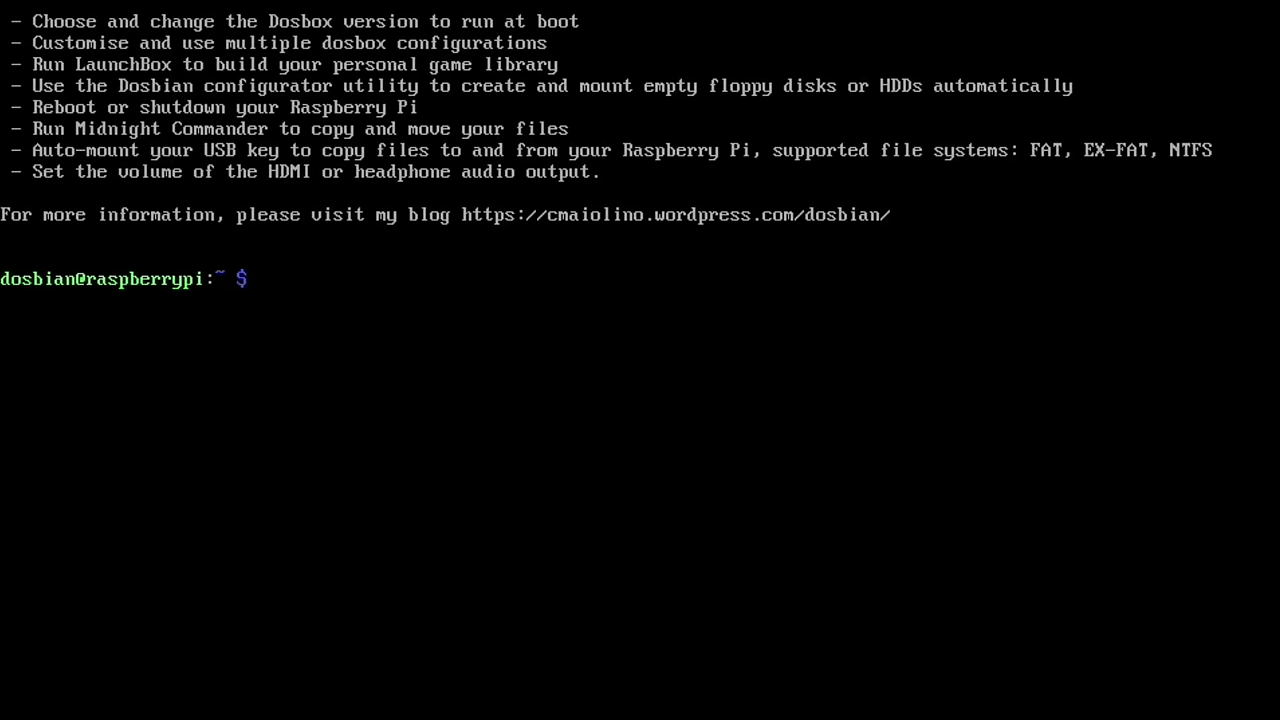 - Choose and change the Dosbox version to run at boot
- Customise and use multiple dosbox configurations
- Run LaunchBox to build your personal game library
- Use the Dosbian configurator utility to create and mount empty floppy disks or HDDs automatically
- Reboot or shutdown your Raspberry Pi
- Run Midnight Commander to copy and move your files
- Auto-mount your USB key to copy files to and from your Raspberry Pi, supported file systems: FAT, EX-FAT, NTFS
- Set the volume of the HDMI or headphone audio output.
For more information, please visit my blog https://cmaiolino.wordpress.com/dosbian/
dosbian@raspberrypi:~ $